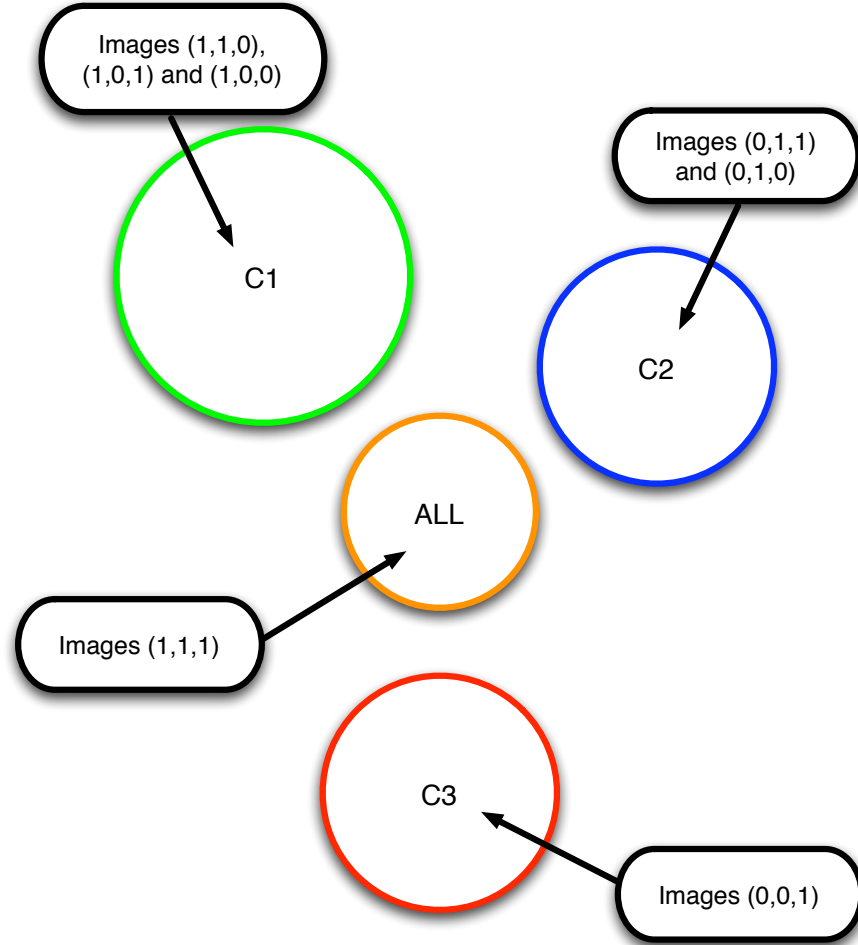 Images (1,1,0),
(1,0,1) and (1,0,0)
Images (0,1,1)
and (0,1,0)
C1
C2
ALL
Images (1,1,1)
C3
Images (0,0,1)